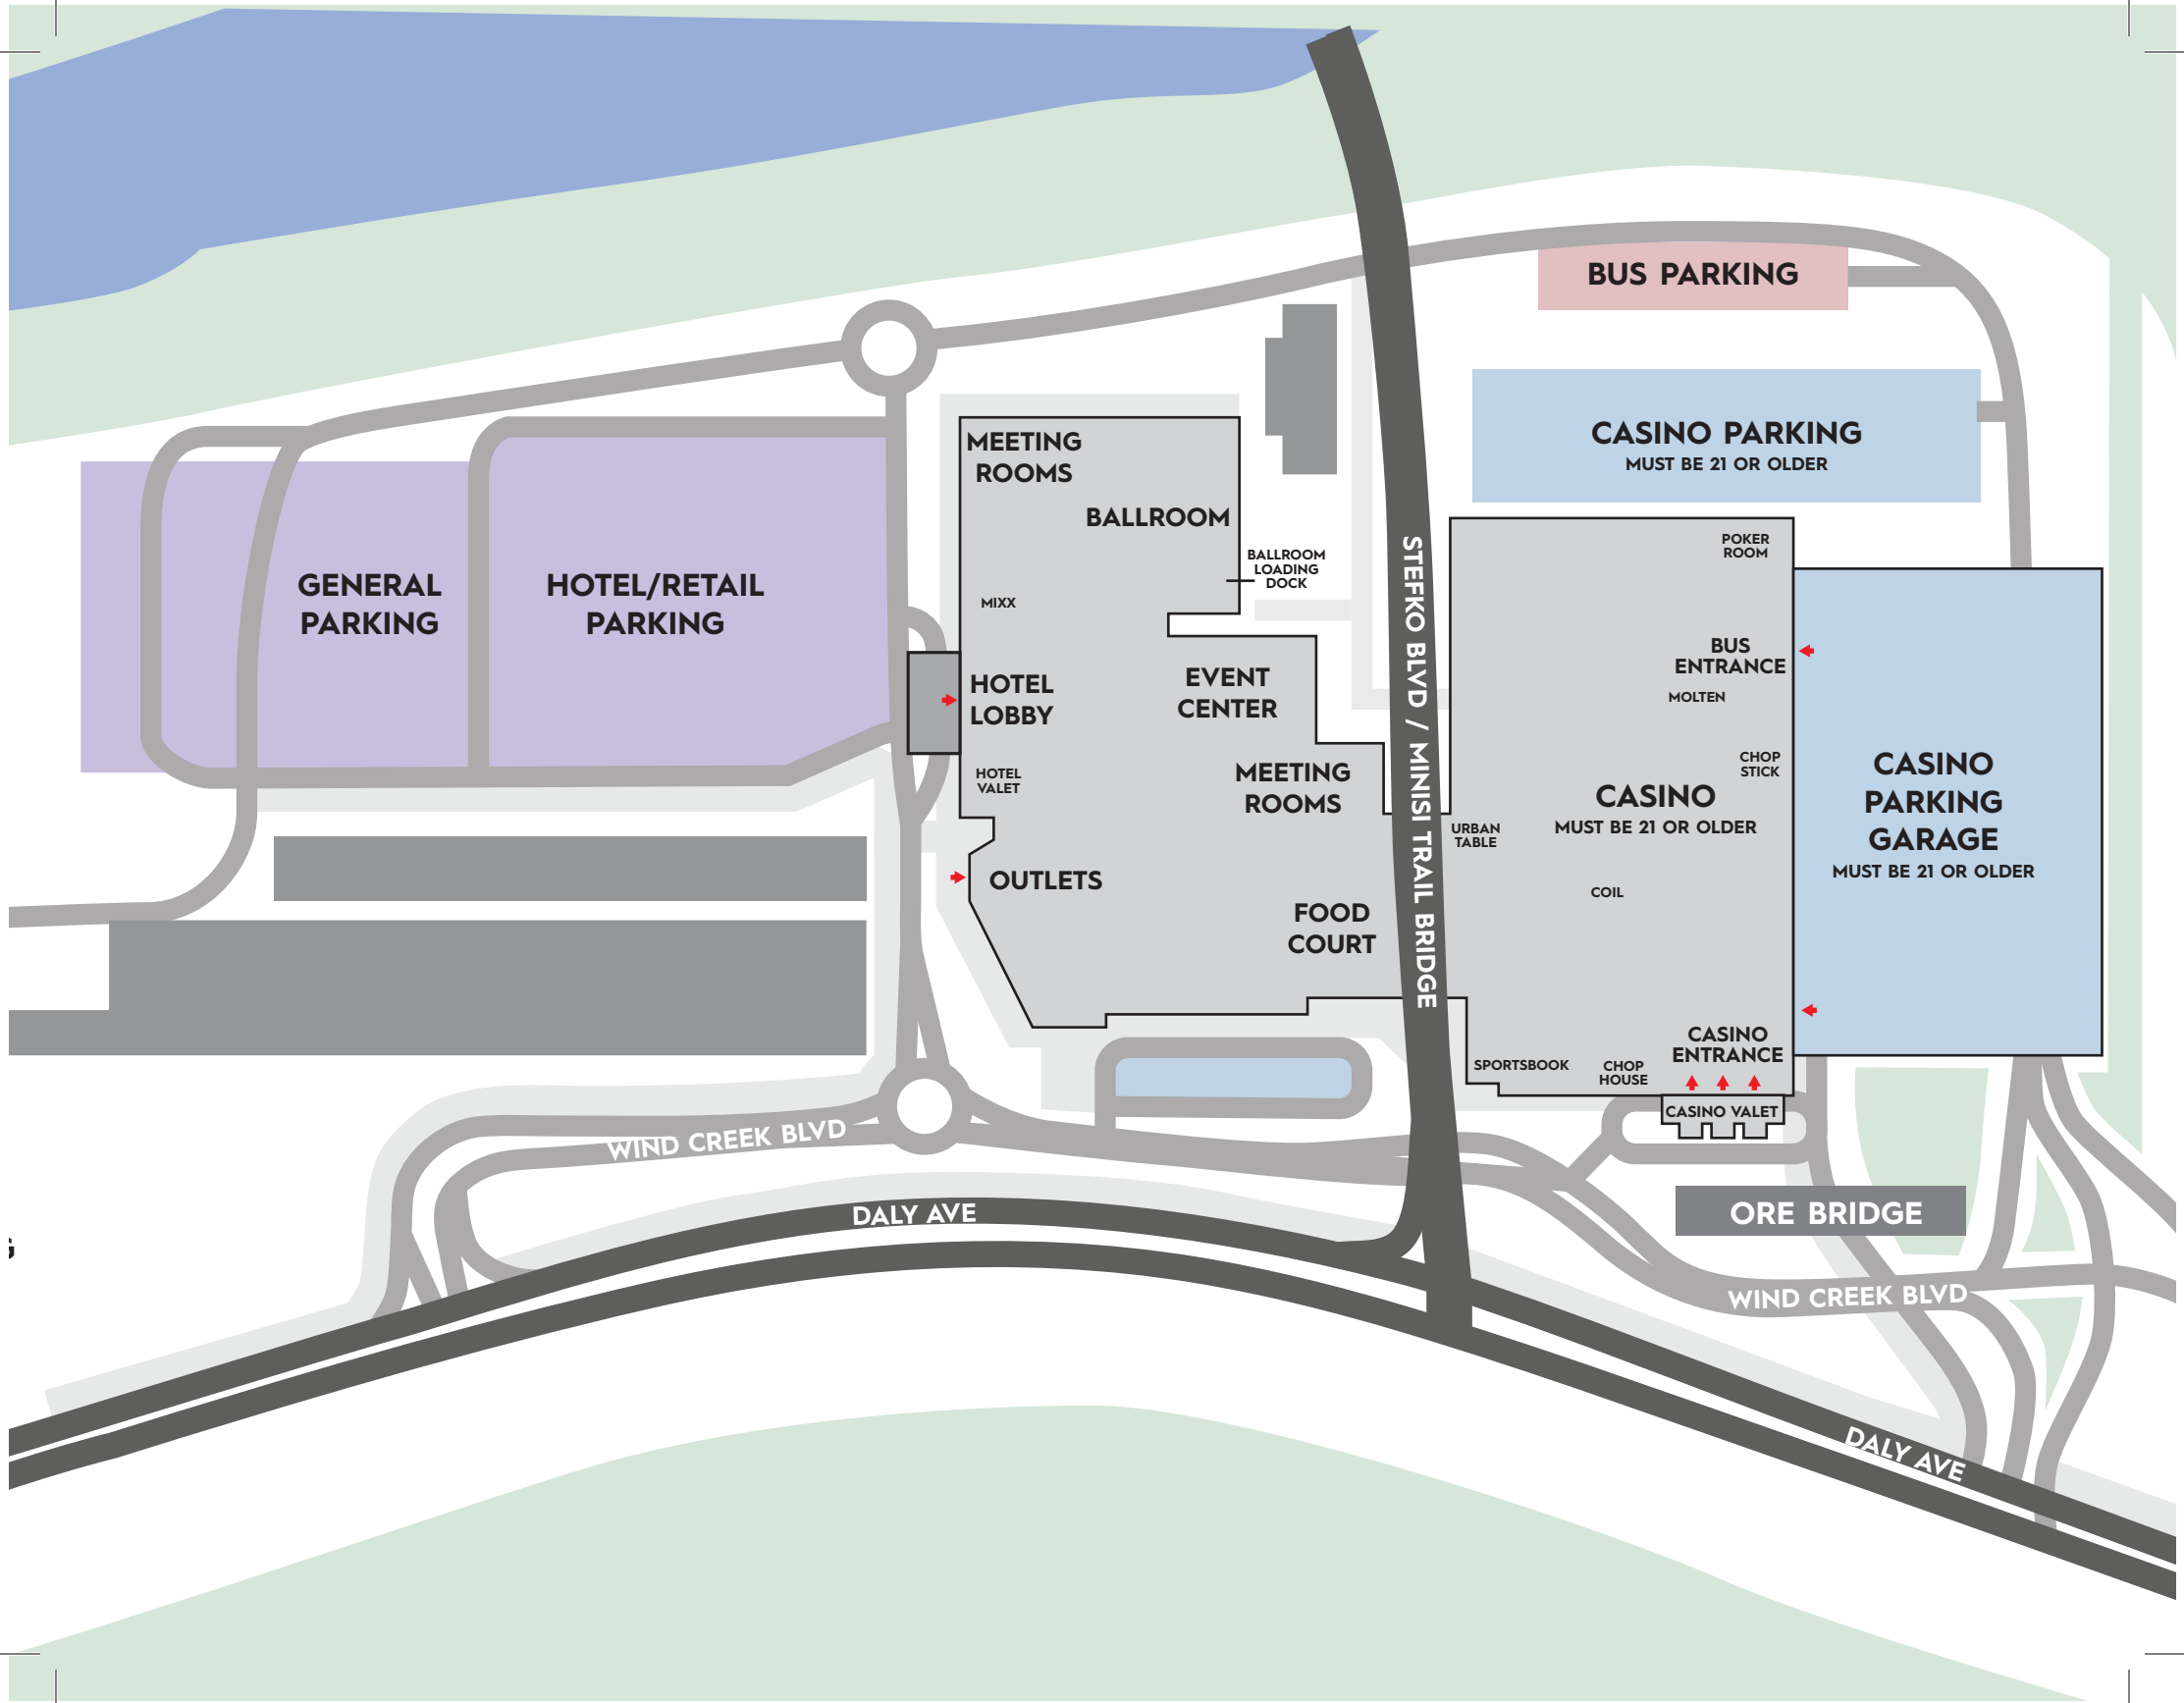 BUS PARKING
CASINO PARKING
MUST BE 21 OR OLDER
MEETING
ROOMS
BALLROOM
BALLROOM
LOADING
DOCK
POKER
ROOM
GENERAL
PARKING
HOTEL/RETAIL
PARKING
MIXX
HOTEL
LOBBY
EVENT
CENTER
STEFKO BLVD / MINISI TRAIL BRIDGE
BUS
ENTRANCE
MOLTEN
HOTEL
VALET
MEETING
ROOMS
CHOP
STICK
CASINO
MUST BE 21 OR OLDER
CASINO
PARKING
GARAGE
MUST BE 21 OR OLDER
URBAN
TABLE
OUTLETS
COIL
FOOD
COURT
CASINO
ENTRANCE
SPORTSBOOK
CHOP
HOUSE
CASINO VALET
WIND CREEK BLVD
DALY AVE
ORE BRIDGE
WIND CREEK BLVD
DALY AVE